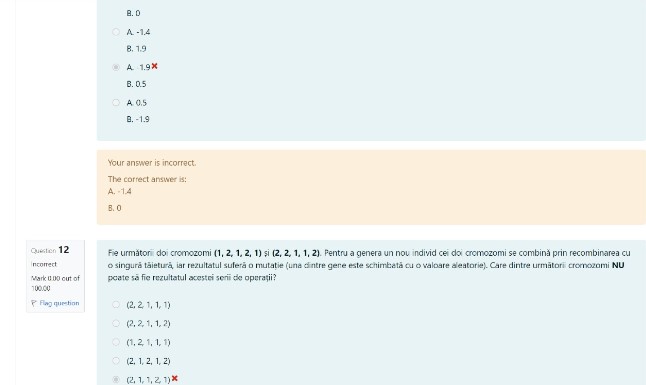 B. 0
A. -1.4
B. 1.9
A. -1.9
B. 0.5
A. 0.5
B. -1.9
Your answer is incorrect.
The correct answer is:
A. -1.4
B. 0
Question 12
Incorrect
Mark 0.00 out of
100.00
Flag question
Fie următorii doi cromozomi (1, 2, 1, 2, 1) și (2, 2, 1, 1, 2). Pentru a genera un nou individ cei doi cromozomi se combină prin recombinarea cu
o singură tăietură, iar rezultatul suferă o mutație (una dintre gene este schimbată cu o valoare aleatorie). Care dintre următorii cromozomi NU
poate să fie rezultatul acestei serii de operații?
(2, 2, 1, 1, 1)
(2, 2, 1, 1, 2)
(1, 2, 1, 1, 1)
(2, 1, 2, 1, 2)
(2, 1, 1, 2, 1)